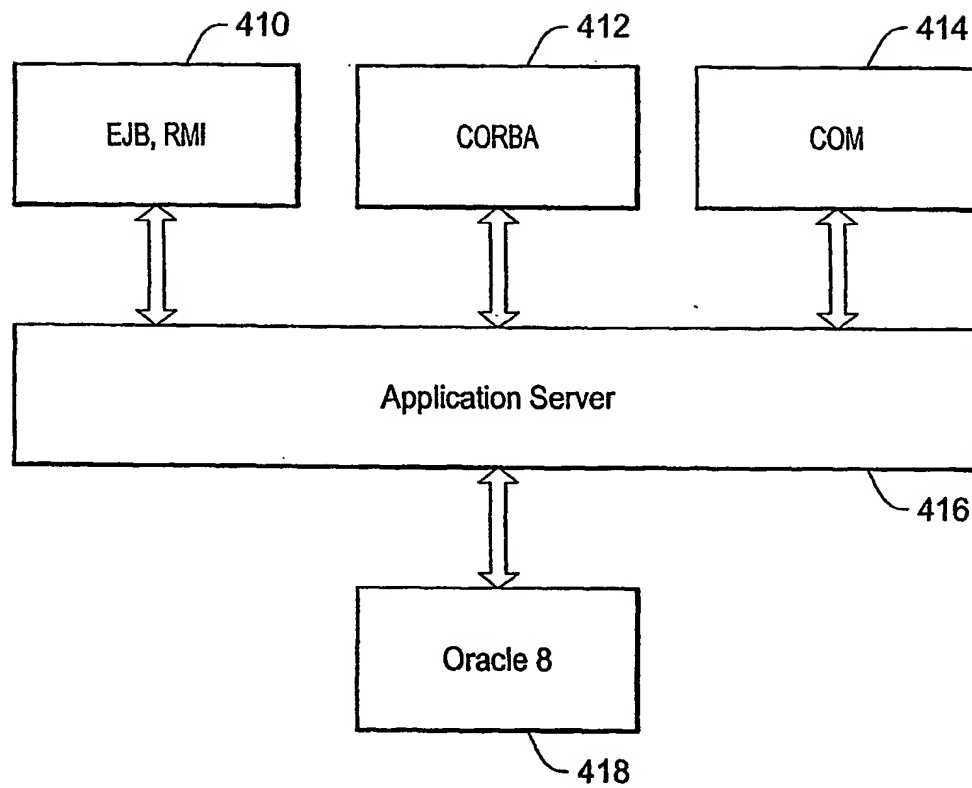 410
412
414
EJB, RMI
CORBA
COM
Application Server
416
Oracle 8
418